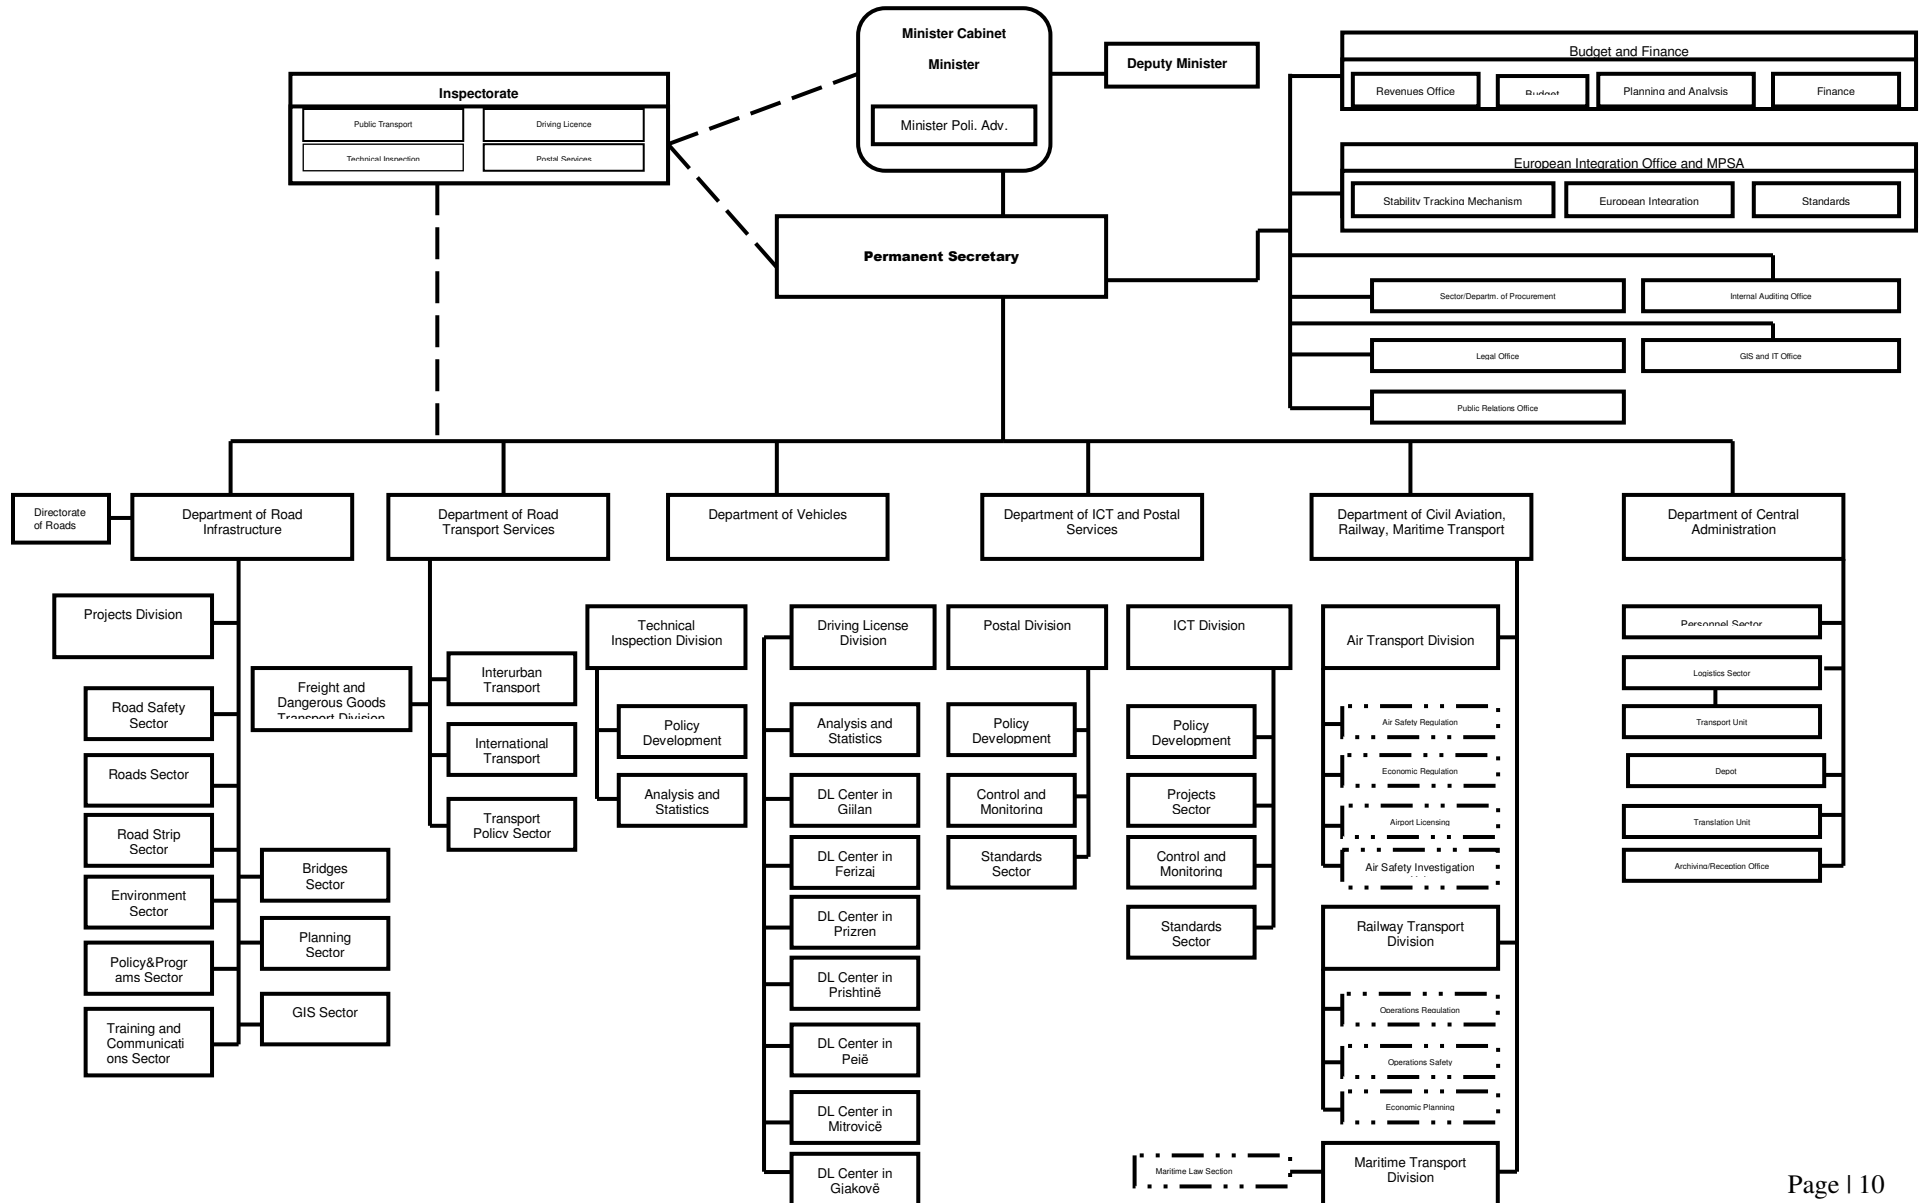 Minister Cabinet
Minister
Minister Poli. Adv.
Deputy Minister
Inspectorate
Public Transport
Driving Licence
Technical Inspection
Postal Services
Permanent Secretary
Budget and Finance
Revenues Office
Budget
Planning and Analysis
Finance
European Integration Office and MPSA
Stability Tracking Mechanism
European Integration
Standards
Sector/Departm. of Procurement
Internal Auditing Office
Legal Office
GIS and IT Office
Public Relations Office
Directorate
of Roads
Department of Road
Infrastructure
Department of Road
Transport Services
Department of Vehicles
Department of ICT and Postal
Services
Department of Civil Aviation,
Railway, Maritime Transport
Department of Central
Administration
Projects Division
Road Safety
Sector
Roads Sector
Road Strip
Sector
Environment
Sector
Policy&Progr
ams Sector
Training and
Communicati
ons Sector
Bridges
Sector
Planning
Sector
GIS Sector
Freight and
Dangerous Goods
Transport Division
Interurban
Transport
International
Transport
Transport
Policy Sector
Technical
Inspection Division
Policy
Development
Analysis and
Statistics
Driving License
Division
Analysis and
Statistics
DL Center in
Gjilan
DL Center in
Ferizaj
DL Center in
Prizren
DL Center in
Prishtinë
DL Center in
Pejë
DL Center in
Mitrovicë
DL Center in
Gjakovë
Postal Division
Policy
Development
Control and
Monitoring
Standards
Sector
ICT Division
Policy
Development
Projects
Sector
Control and
Monitoring
Standards
Sector
Air Transport Division
Air Safety Regulation
Economic Regulation
Airport Licensing
Air Safety Investigation
Railway Transport
Division
Operations Regulation
Operations Safety
Economic Planning
Maritime Transport
Division
Maritime Law Section
Personnel Sector
Logistics Sector
Transport Unit
Depot
Translation Unit
Archiving/Reception Office
Page | 10